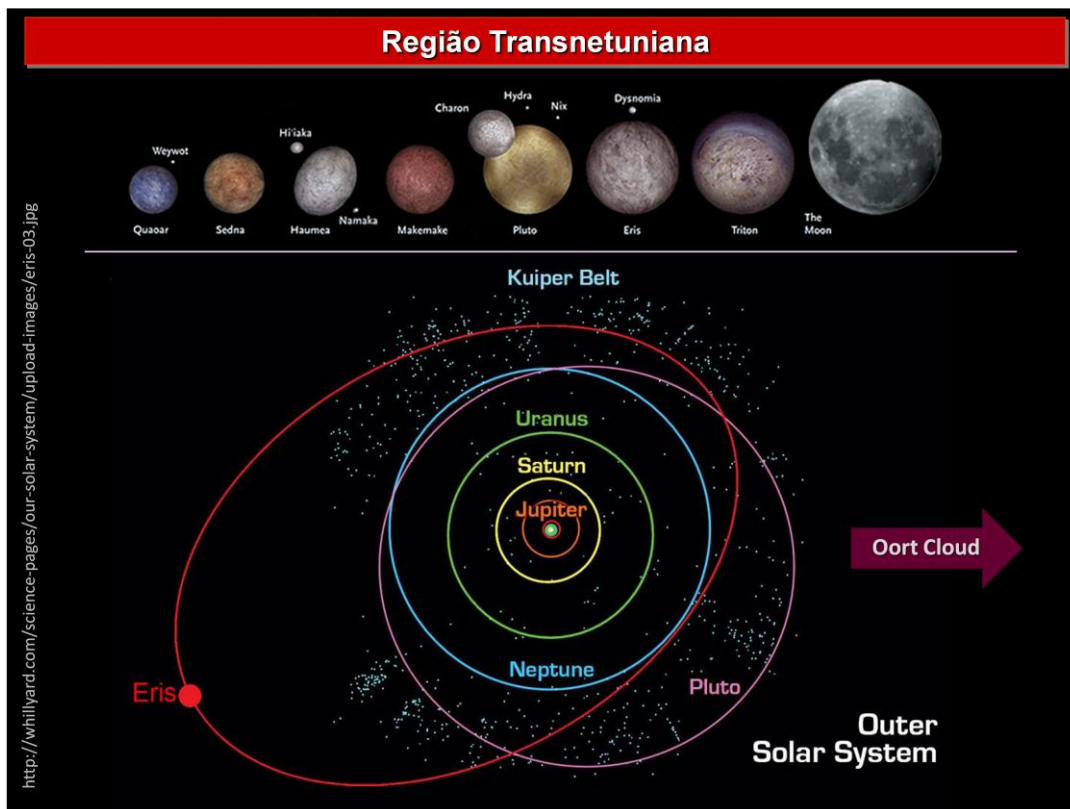 Região Transnetuniana
Weywot
Hi'iaka
Namaka
Charon
Hydra
Nix
Dysnomia
Quaoar
Sedna
Haumea
Makemake
Pluto
Eris
Triton
The
Moon
Kuiper Belt
Uranus
Saturn
Jupiter
Oort Cloud
Neptune
Pluto
Eris
Outer
Solar System
http://whillyard.com/science-pages/our-solar-system/upload-images/eris-03.jpg